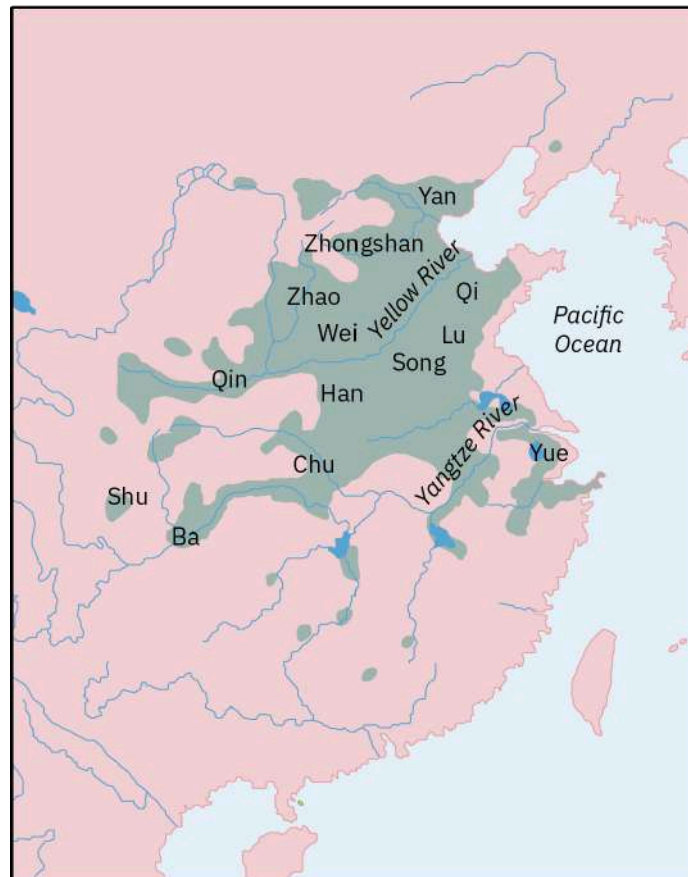 Yan
Zhongshan
Yellow River
Zhao
Qi
Wei
Lu
Pacific
Ocean
Song
Qin
Han
Yangtze River
Yue
Chu
Shu
Ba